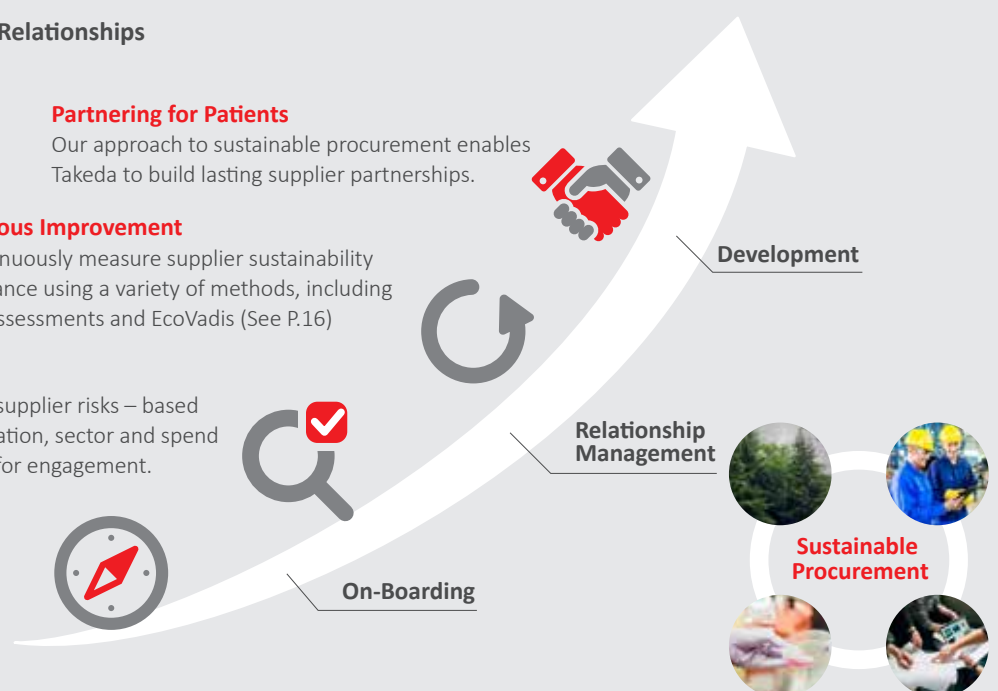 Relationships
Partnering for Patients
Our approach to sustainable procurement enables
Takeda to build lasting supplier partnerships.
ous Improvement
nuously measure supplier sustainability
ance using a variety of methods, including
ssessments and EcoVadis (See P.16)
supplier risks – based
ation, sector and spend
for engagement.
Development
Relationship
Management
On-Boarding
Sustainable
Procurement